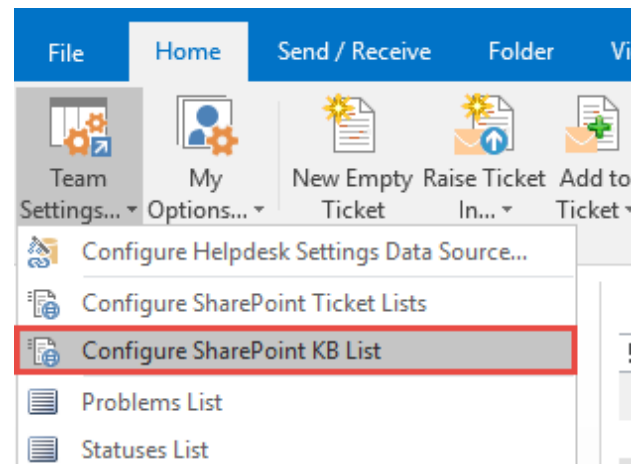 File Home Send / Receive Folder
Team My New Empty Raise Ticket Add to
Settings... Options... Ticket In... Ticket
Configure Helpdesk Settings Data Source...
Configure SharePoint Ticket Lists
Configure SharePoint KB List
Problems List
Statuses List